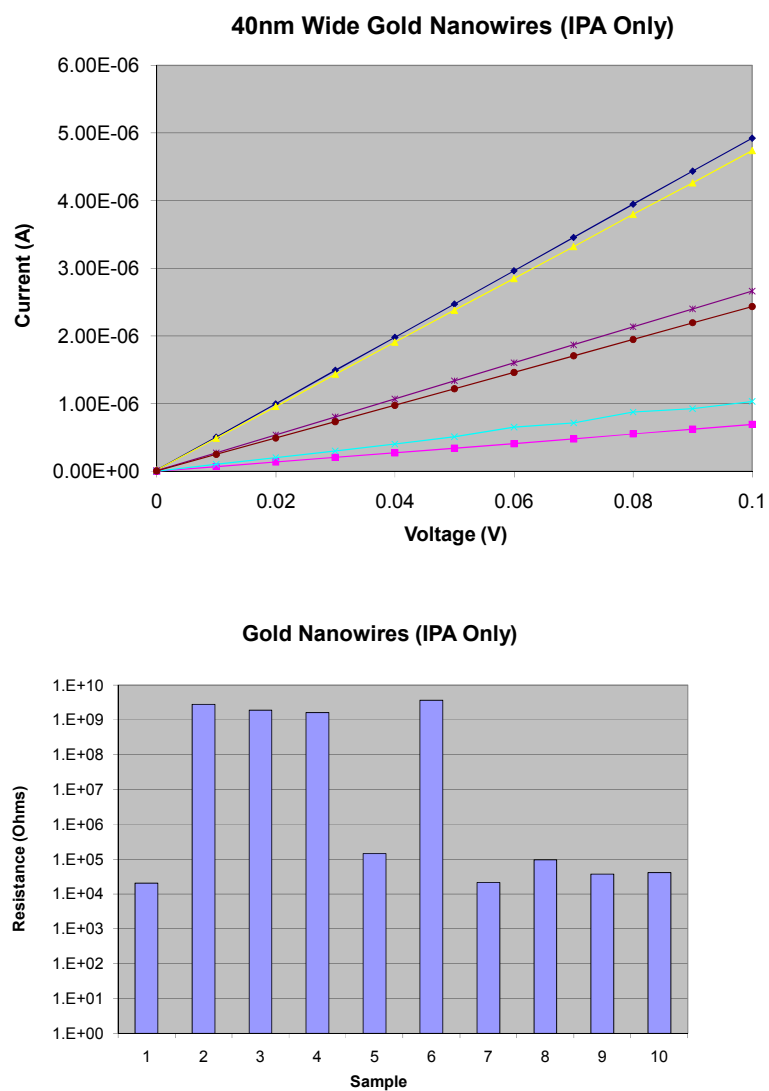 40nm Wide Gold Nanowires (IPA Only)
6.00E-06
5.00E-06
4.00E-06
3.00E-06
2.00E-06
1.00E-06
0.00E+00
Current (A)
0 0.02 0.04 0.06 0.08 0.1
Voltage (V)
Gold Nanowires (IPA Only)
1.E+10
1.E+09
1.E+08
1.E+07
1.E+06
1.E+05
1.E+04
1.E+03
1.E+02
1.E+01
1.E+00
Resistance (Ohms)
1 2 3 4 5 6 7 8 9 10
Sample